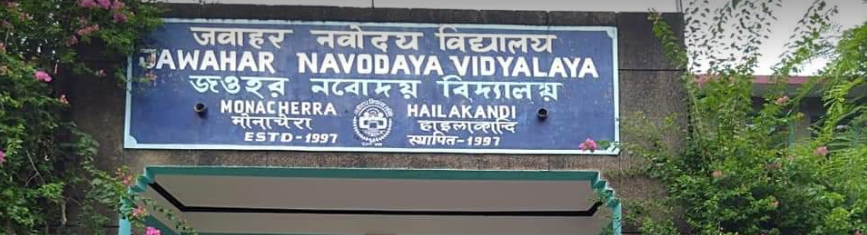 जवाहर नवोदय विद्यालय
JAWAHAR NAVODAYA VIDYALAYA
জওহর নবোদয় বিদ্যালয়
MONACHERRA HAILAKANDI
मोनाचेरा हाइलाकान्दि
ESTD-1997 स्थापित-1997